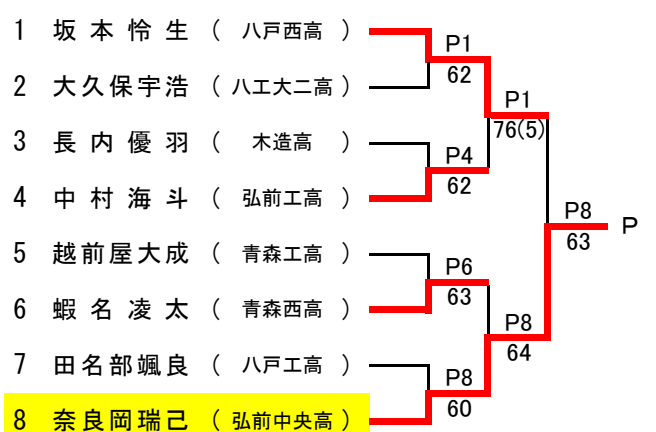 1 坂本怜生 ( 八戸西高 )
P1
2 大久保宇浩 ( 八工大二高 )
62
P1
76(5)
3 長内優羽 ( 木造高 )
P4
4 中村海斗 ( 弘前工高 )
62
P8
63
P
5 越前屋大成 ( 青森工高 )
P6
6 蝦名凌太 ( 青森西高 )
63
P8
64
7 田名部颯良 ( 八戸工高 )
P8
8 奈良岡瑞己 ( 弘前中央高 )
60